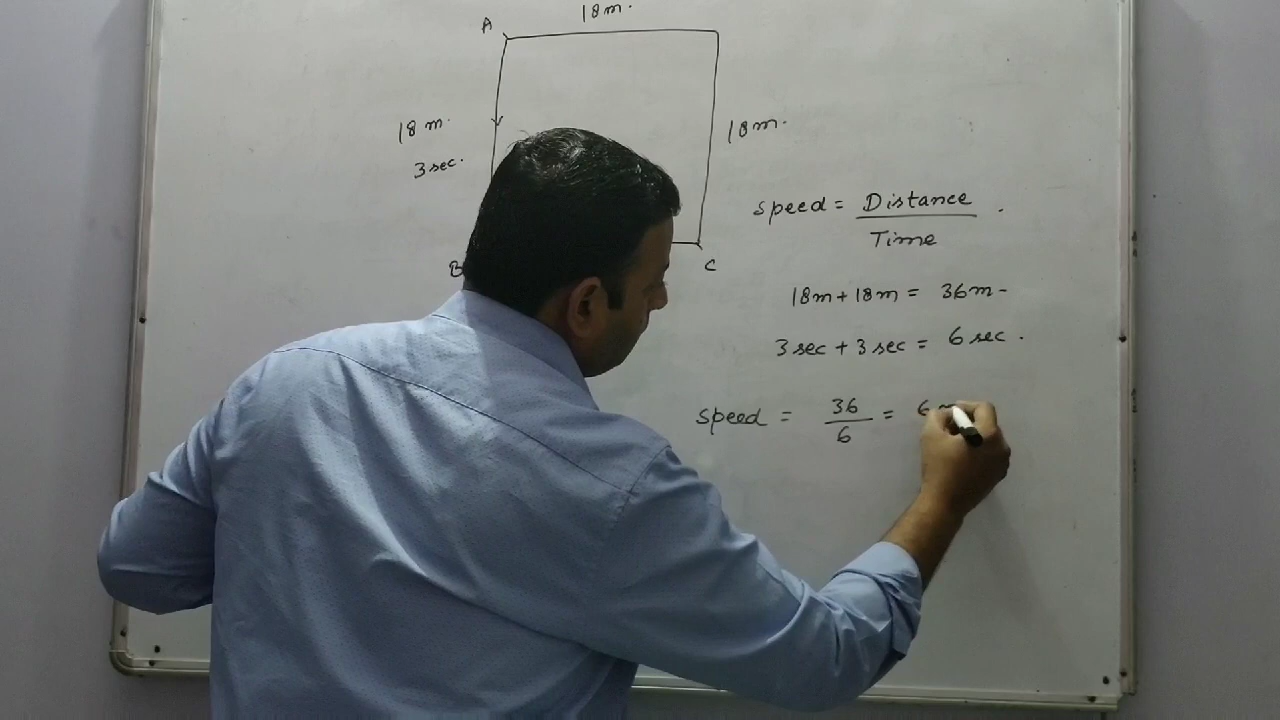 18m.
A
18m.
3 sec.
18m.
B
C
Speed = Distance / Time .
18m + 18m = 36m -
3 sec + 3 sec = 6 sec .
Speed = 36 / 6 = 6 m